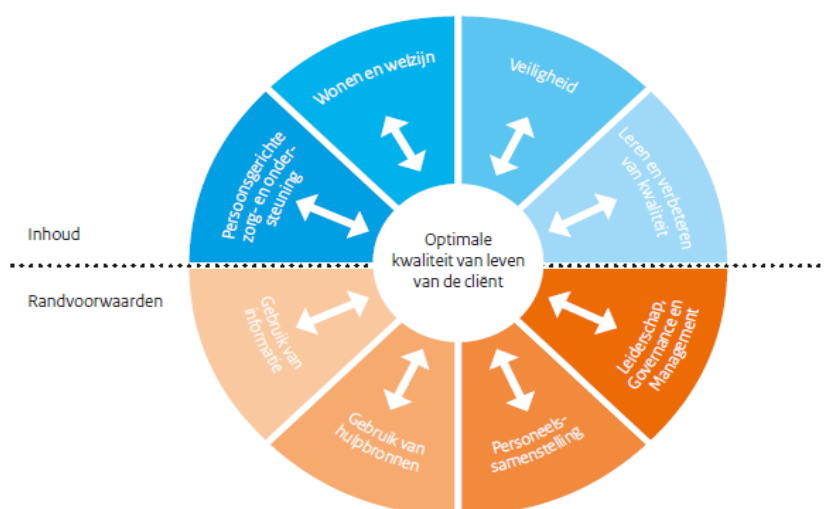 Wonen en welzijn
Veiligheid
Persoonsgerichte
zorg- en onder-
steuning
Leren en verbeteren
van kwaliteit
Inhoud
Optimale
kwaliteit van leven
van de cliënt
Randvoorwaarden
Gebruik van
informatie
Leiderschap,
Governance en
Management
Gebruik van
hulpbronnen
Personeels-
samenstelling